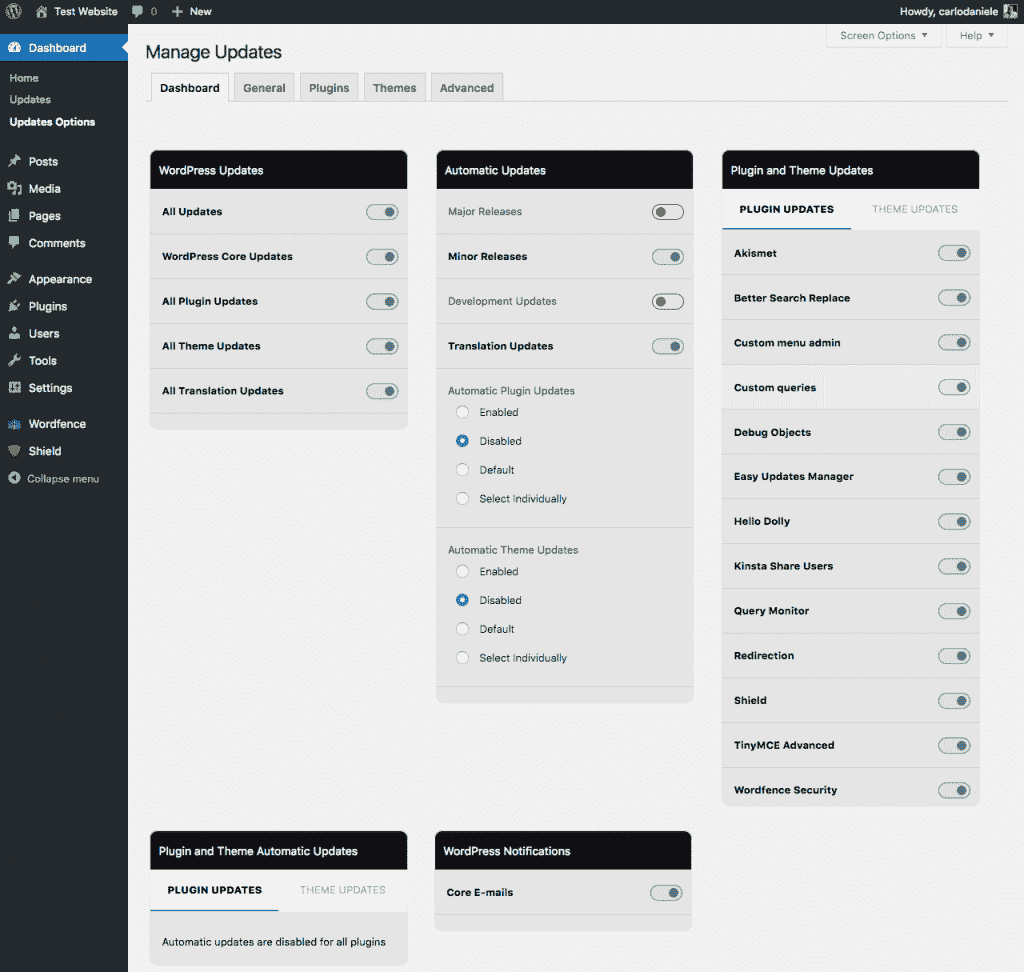 Test Website 0 New Howdy, carlodaniele
Screen Options Help
Dashboard
Home
Updates
Updates Options
Posts
Media
Pages
Comments
Appearance
Plugins
Users
Tools
Settings
Wordfence
Shield
Collapse menu
Manage Updates
Dashboard General Plugins Themes Advanced
WordPress Updates
All Updates
WordPress Core Updates
All Plugin Updates
All Theme Updates
All Translation Updates
Automatic Updates
Major Releases
Minor Releases
Development Updates
Translation Updates
Automatic Plugin Updates
Enabled
Disabled
Default
Select Individually
Automatic Theme Updates
Enabled
Disabled
Default
Select Individually
Plugin and Theme Updates
PLUGIN UPDATES THEME UPDATES
Akismet
Better Search Replace
Custom menu admin
Custom queries
Debug Objects
Easy Updates Manager
Hello Dolly
Kinsta Share Users
Query Monitor
Redirection
Shield
TinyMCE Advanced
Wordfence Security
Plugin and Theme Automatic Updates
PLUGIN UPDATES THEME UPDATES
Automatic updates are disabled for all plugins
WordPress Notifications
Core E-mails